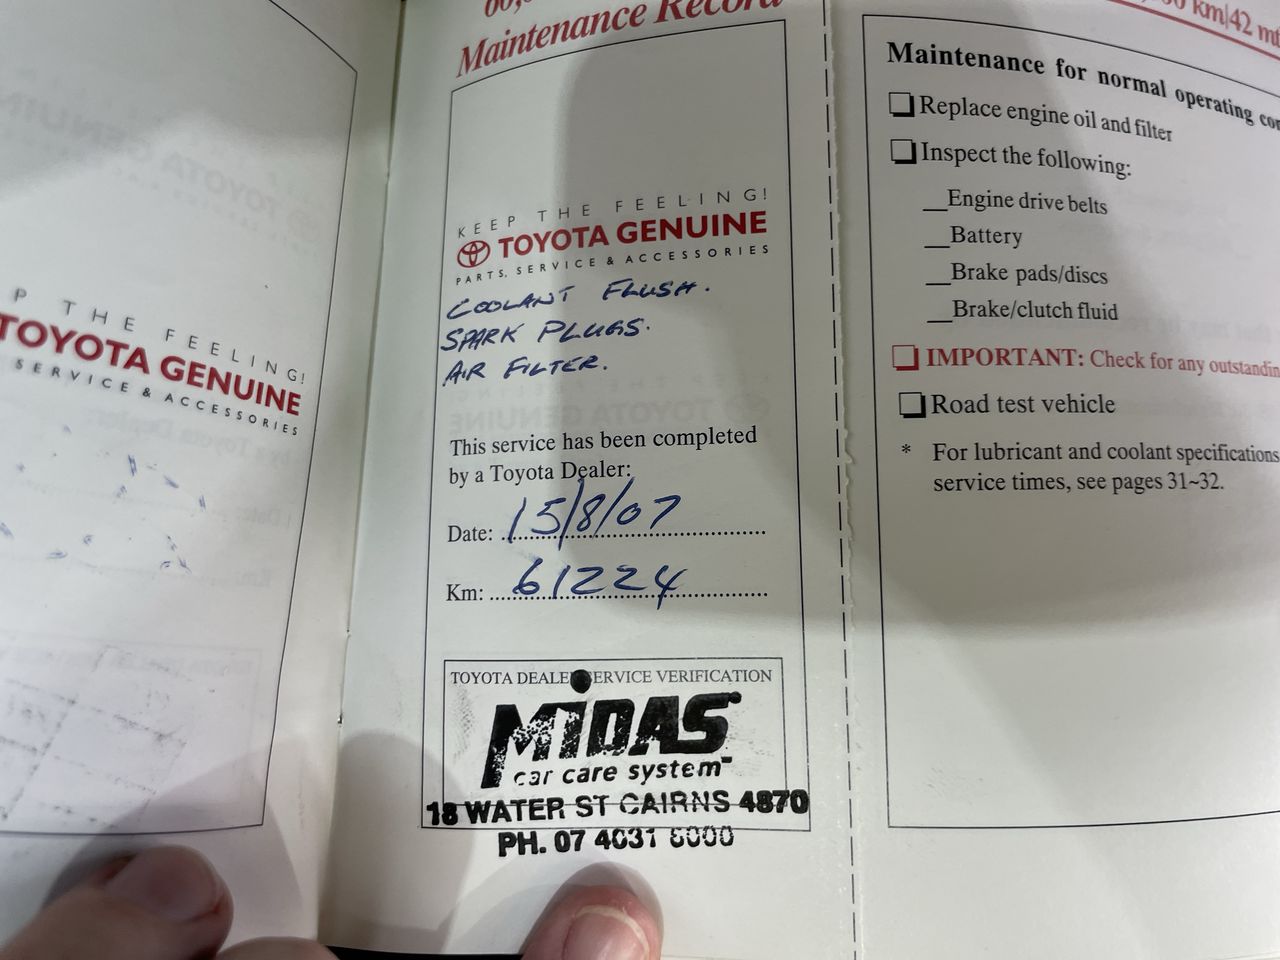 P THE FEELING!
TOYOTA GENUINE
SERVICE & ACCESSORIES
Maintenance Record
KEEP THE FEELING!
TOYOTA GENUINE
PARTS, SERVICE & ACCESSORIES
COOLANT FLUSH.
SPARK PLUGS.
AIR FILTER.
This service has been completed
by a Toyota Dealer:
Date: 15/8/07
Km: 61224
TOYOTA DEALER SERVICE VERIFICATION
MIDAS
car care system
18 WATER ST CAIRNS 4870
PH. 07 4031
km/42
Maintenance for normal operating
Replace engine oil and filter
Inspect the following:
Engine drive belts
Battery
Brake pads/discs
Brake/clutch fluid
IMPORTANT: Check for any
Road test vehicle
* For lubricant and coolant specifications
service times, see pages 31~32.